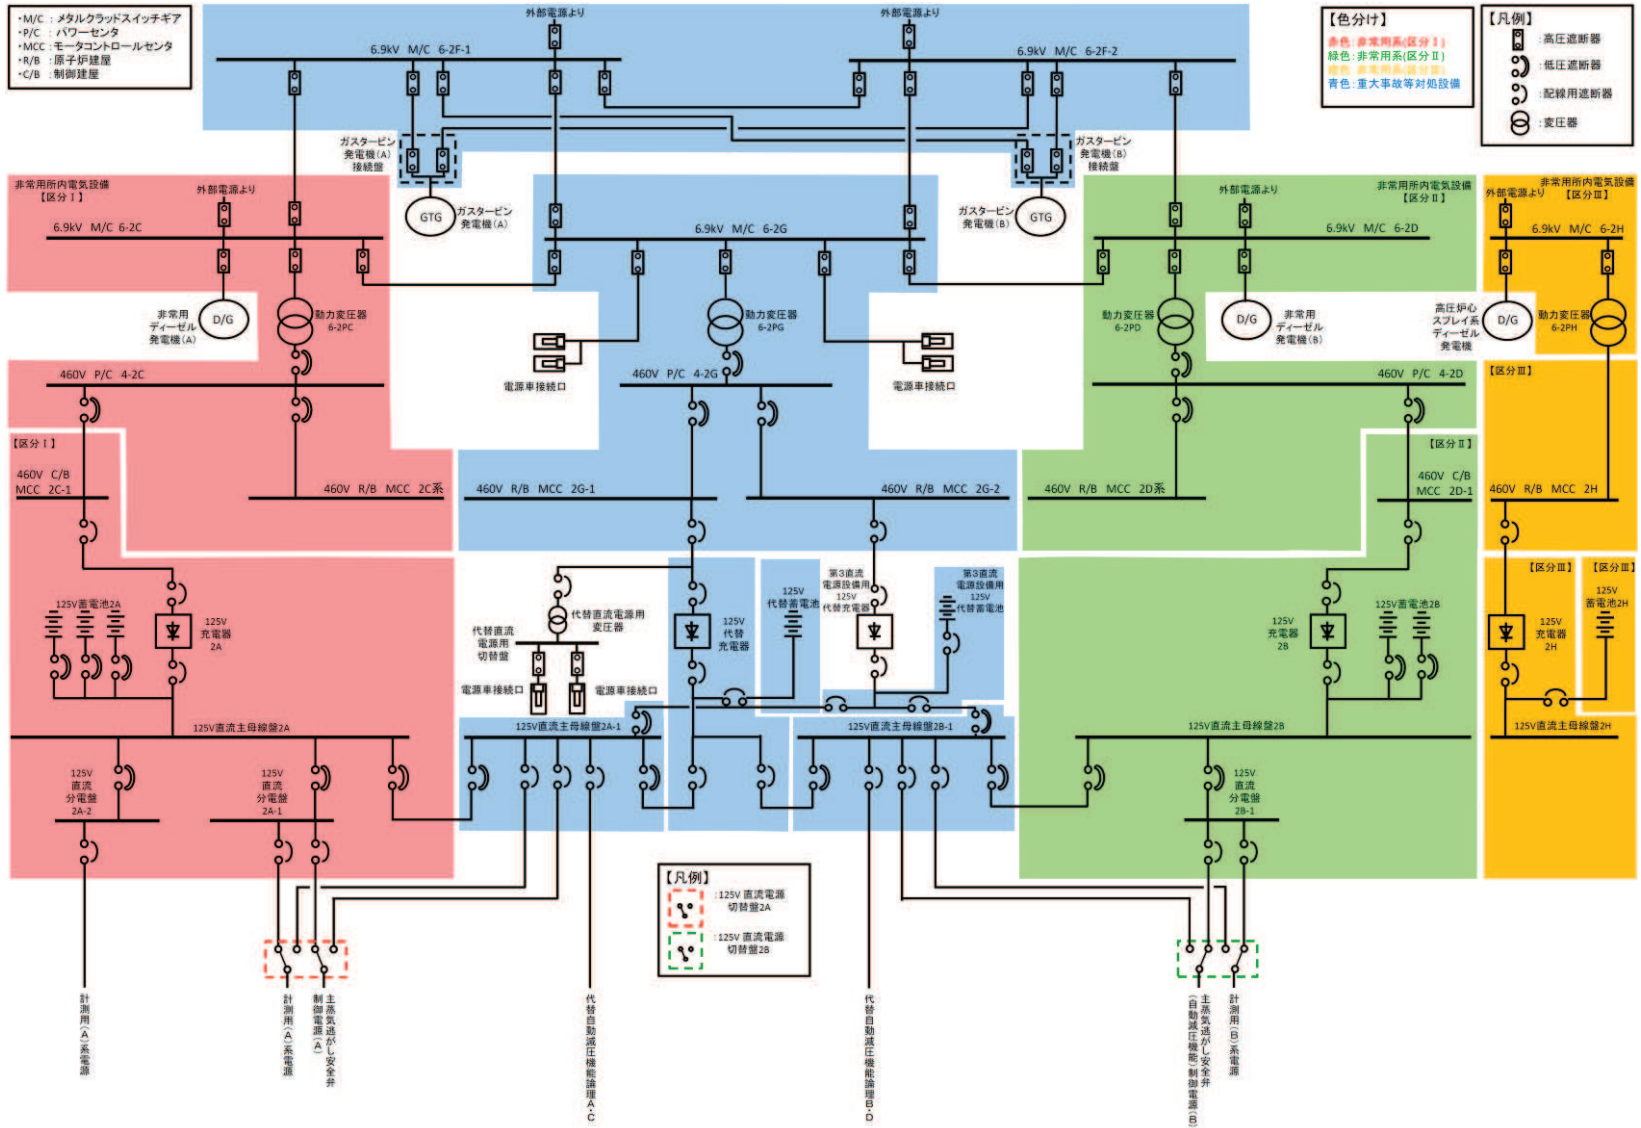 ・M/C : メタルクラッドスイッチギア
・P/C : パワーセンタ
・MCC : モータコントロールセンタ
・R/B : 原子炉建屋
・C/B : 制御建屋
外部電源より
外部電源より
6.9kV M/C 6-2F-1
6.9kV M/C 6-2F-2
【色分け】
赤色：非常用系(区分Ⅰ)
緑色：非常用系(区分Ⅱ)
橙色：非常用系(区分Ⅲ)
青色：重大事故等対処設備
【凡例】
：高圧遮断器
：低圧遮断器
：配線用遮断器
：変圧器
ガスタービン
発電機(A)
接続盤
ガスタービン
発電機(B)
接続盤
GTG
ガスタービン
発電機(A)
ガスタービン
発電機(B)
GTG
非常用所内電気設備
【区分Ⅰ】
外部電源より
6.9kV M/C 6-2C
6.9kV M/C 6-2G
外部電源より
非常用所内電気設備
【区分Ⅱ】
6.9kV M/C 6-2D
外部電源より
非常用所内電気設備
【区分Ⅲ】
6.9kV M/C 6-2H
非常用
ディーゼル
発電機(A)
D/G
動力変圧器
6-2PC
動力変圧器
6-2PG
動力変圧器
6-2PD
D/G
非常用
ディーゼル
発電機(B)
高圧炉心
スプレイ系
ディーゼル
発電機
D/G
動力変圧器
6-2PH
電源車接続口
電源車接続口
460V P/C 4-2C
460V P/C 4-2G
460V P/C 4-2D
【区分Ⅲ】
【区分Ⅰ】
【区分Ⅱ】
460V C/B
MCC 2C-1
460V R/B MCC 2C系
460V R/B MCC 2G-1
460V R/B MCC 2G-2
460V R/B MCC 2D系
460V C/B
MCC 2D-1
460V R/B MCC 2H
125V蓄電池2A
125V
充電器
2A
代替直流電源用
変圧器
代替直流
電源用
切替盤
電源車接続口
電源車接続口
125V
代替
充電器
125V
代替蓄電池
第3直流
電源設備用
125V
代替充電器
第3直流
電源設備用
125V
代替蓄電池
125V
充電器
2B
125V蓄電池2B
【区分Ⅲ】
125V
充電器
2H
【区分Ⅲ】
125V
蓄電池2H
125V直流主母線盤2A
125V直流主母線盤2A-1
125V直流主母線盤2B-1
125V直流主母線盤2B
125V直流主母線盤2H
125V
直流
分電盤
2A-2
125V
直流
分電盤
2A-1
125V
直流
分電盤
2B-1
【凡例】
：125V 直流電源
切替盤2A
：125V 直流電源
切替盤2B
計測用(A)系電源
計測用(A)系電源
主蒸気逃がし安全弁
制御電源(A)
代替自動減圧機能論理A・C
代替自動減圧機能論理B・D
主蒸気逃がし安全弁
(自動減圧機能)制御電源(B)
計測用(B)系電源